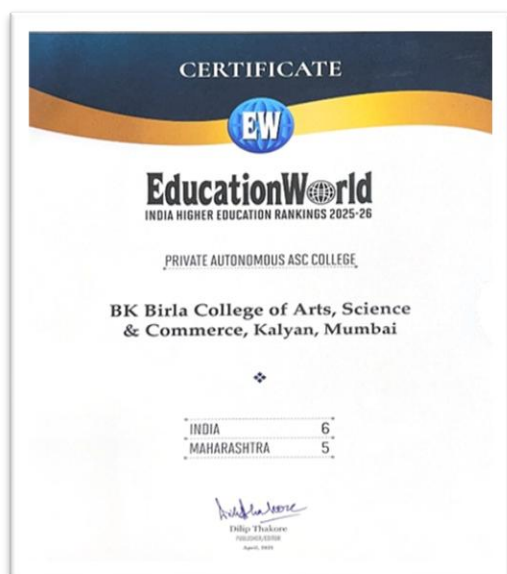 CERTIFICATE
EW
EducationWorld
INDIA HIGHER EDUCATION RANKINGS 2025-26
PRIVATE AUTONOMOUS ASC COLLEGE
BK Birla College of Arts, Science
& Commerce, Kalyan, Mumbai
INDIA 6
MAHARASHTRA 5
Dilip Thakore
PUBLISHER/EDITOR